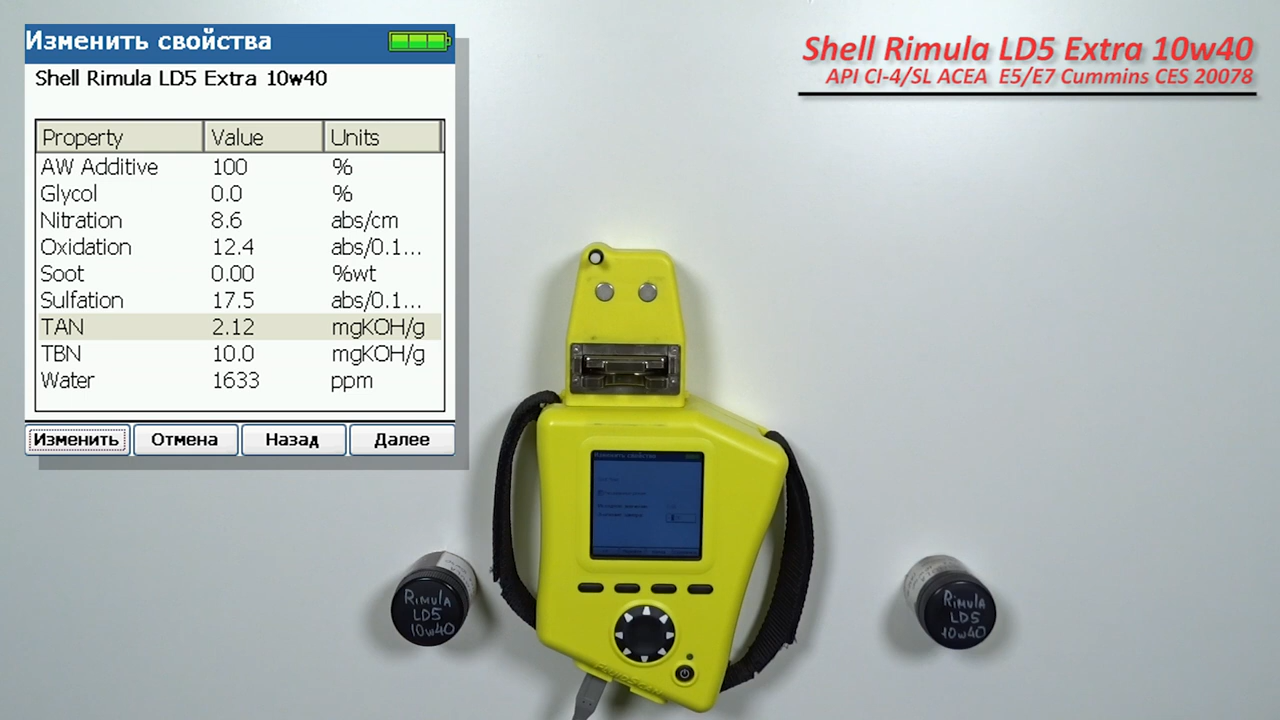 Изменить свойства
Shell Rimula LD5 Extra 10w40
Property Value Units
AW Additive 100 %
Glycol 0.0 %
Nitration 8.6 abs/cm
Oxidation 12.4 abs/0.1...
Soot 0.00 %wt
Sulfation 17.5 abs/0.1...
TAN 2.12 mgKOH/g
TBN 10.0 mgKOH/g
Water 1633 ppm
Изменить Отмена Назад Далее
Shell Rimula LD5 Extra 10w40
API CI-4/SL ACEA E5/E7 Cummins CES 20078
Изменить свойства
RIMULA
LD5
10w40
RIMULA
LD5
10w40